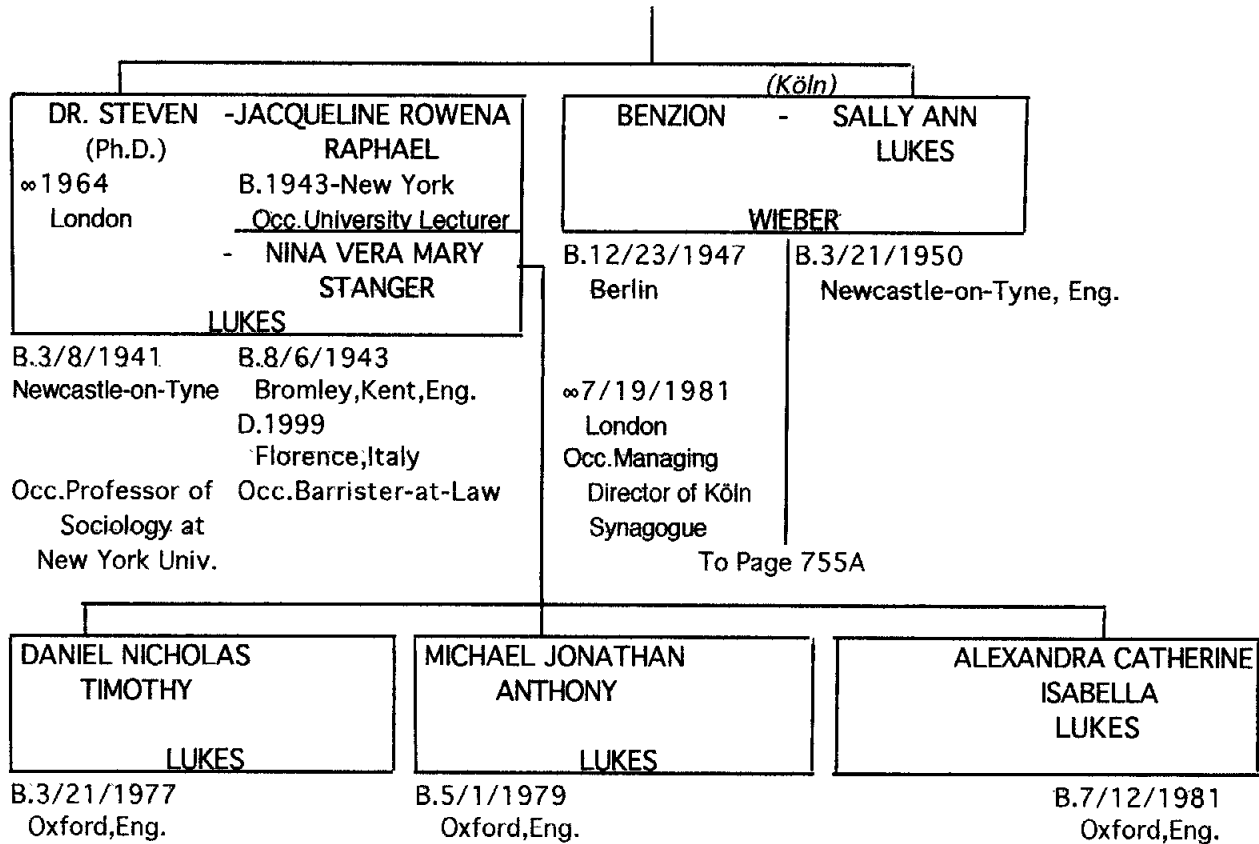 (Köln)
DR. STEVEN -JACQUELINE ROWENA
(Ph.D.) RAPHAEL
∞1964 B.1943-New York
London Occ.University Lecturer
- NINA VERA MARY
STANGER
LUKES
B.3/8/1941 B.8/6/1943
Newcastle-on-Tyne Bromley,Kent,Eng.
D.1999
Florence,Italy
Occ.Professor of Occ.Barrister-at-Law
Sociology at
New York Univ.
BENZION - SALLY ANN
LUKES
WIEBER
B.12/23/1947 B.3/21/1950
Berlin Newcastle-on-Tyne, Eng.
∞7/19/1981
London
Occ.Managing
Director of Köln
Synagogue
To Page 755A
DANIEL NICHOLAS
TIMOTHY
LUKES
B.3/21/1977
Oxford,Eng.
MICHAEL JONATHAN
ANTHONY
LUKES
B.5/1/1979
Oxford,Eng.
ALEXANDRA CATHERINE
ISABELLA
LUKES
B.7/12/1981
Oxford,Eng.